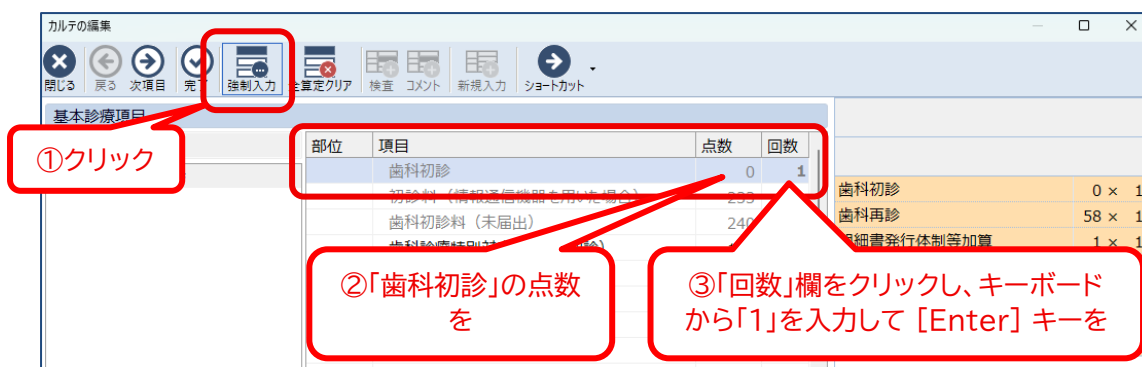 カルテの編集
閉じる 戻る 次項目 完了 強制入力 全算定クリア 検査 コメント 新規入力 ショートカット
基本診療項目
①クリック
部位 項目 点数 回数
歯科初診 0 1
初診料（情報通信機器を用いた場合） 233
歯科初診料（未届出） 240
歯科初診 0 × 1
歯科再診 58 × 1
明細書発行体制等加算 1 × 1
②「歯科初診」の点数
を
③「回数」欄をクリックし、キーボード
から「1」を入力して [Enter] キーを